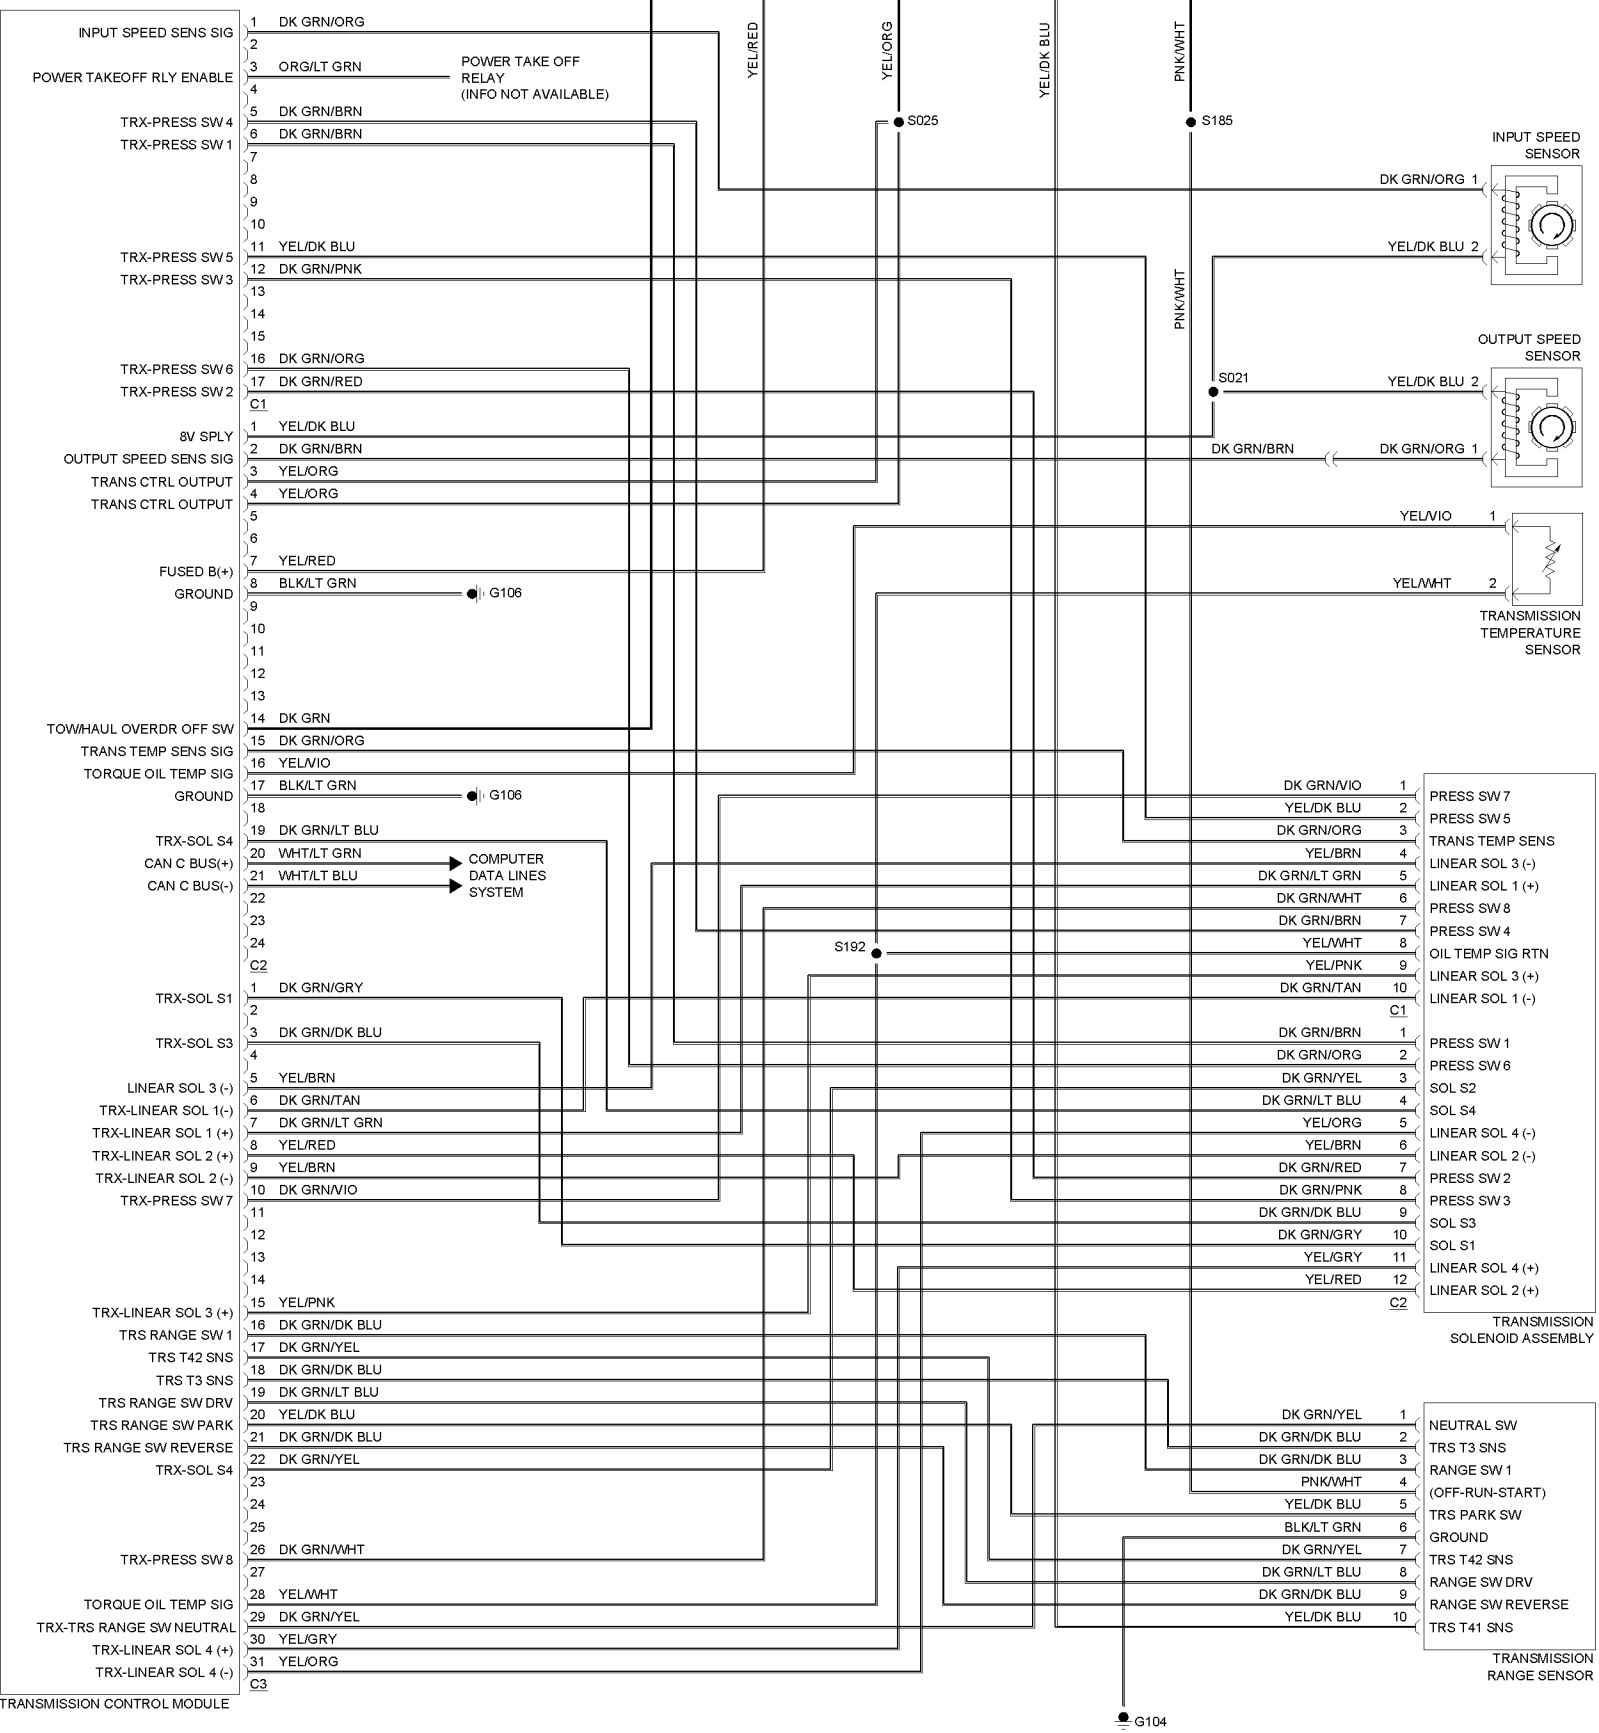 INPUT SPEED SENS SIG 1 DK GRN/ORG
2
POWER TAKEOFF RLY ENABLE 3 ORG/LT GRN
POWER TAKE OFF
RELAY
(INFO NOT AVAILABLE)
4
TRX-PRESS SW 4 5 DK GRN/BRN
TRX-PRESS SW 1 6 DK GRN/BRN
7
8
9
10
TRX-PRESS SW 5 11 YEL/DK BLU
TRX-PRESS SW 3 12 DK GRN/PNK
13
14
15
TRX-PRESS SW 6 16 DK GRN/ORG
TRX-PRESS SW 2 17 DK GRN/RED
C1
8V SPLY 1 YEL/DK BLU
OUTPUT SPEED SENS SIG 2 DK GRN/BRN
TRANS CTRL OUTPUT 3 YEL/ORG
TRANS CTRL OUTPUT 4 YEL/ORG
5
6
FUSED B(+) 7 YEL/RED
GROUND 8 BLK/LT GRN G106
9
10
11
12
13
TOW/HAUL OVERDR OFF SW 14 DK GRN
TRANS TEMP SENS SIG 15 DK GRN/ORG
TORQUE OIL TEMP SIG 16 YEL/VIO
GROUND 17 BLK/LT GRN G106
18
TRX-SOL S4 19 DK GRN/LT BLU
CAN C BUS(+) 20 WHT/LT GRN
CAN C BUS(-) 21 WHT/LT BLU
COMPUTER
DATA LINES
SYSTEM
22
23
24
C2
TRX-SOL S1 1 DK GRN/GRY
2
TRX-SOL S3 3 DK GRN/DK BLU
4
LINEAR SOL 3 (-) 5 YEL/BRN
TRX-LINEAR SOL 1(-) 6 DK GRN/TAN
TRX-LINEAR SOL 1 (+) 7 DK GRN/LT GRN
TRX-LINEAR SOL 2 (+) 8 YEL/RED
TRX-LINEAR SOL 2 (-) 9 YEL/BRN
TRX-PRESS SW 7 10 DK GRN/VIO
11
12
13
14
TRX-LINEAR SOL 3 (+) 15 YEL/PNK
TRS RANGE SW 1 16 DK GRN/DK BLU
TRS T42 SNS 17 DK GRN/YEL
TRS T3 SNS 18 DK GRN/DK BLU
TRS RANGE SW DRV 19 DK GRN/LT BLU
TRS RANGE SW PARK 20 YEL/DK BLU
TRS RANGE SW REVERSE 21 DK GRN/DK BLU
TRX-SOL S4 22 DK GRN/YEL
23
24
25
TRX-PRESS SW 8 26 DK GRN/WHT
27
TORQUE OIL TEMP SIG 28 YEL/WHT
TRX-TRS RANGE SW NEUTRAL 29 DK GRN/YEL
TRX-LINEAR SOL 4 (+) 30 YEL/GRY
TRX-LINEAR SOL 4 (-) 31 YEL/ORG
C3
TRANSMISSION CONTROL MODULE
YEL/RED
YEL/ORG
YEL/DK BLU
PNK/WHT
S025
S185
PNK/WHT
S021
S192
INPUT SPEED
SENSOR
DK GRN/ORG 1
YEL/DK BLU 2
OUTPUT SPEED
SENSOR
YEL/DK BLU 2
DK GRN/BRN DK GRN/ORG 1
YEL/VIO 1
YEL/WHT 2
TRANSMISSION
TEMPERATURE
SENSOR
DK GRN/VIO 1 PRESS SW 7
YEL/DK BLU 2 PRESS SW 5
DK GRN/ORG 3 TRANS TEMP SENS
YEL/BRN 4 LINEAR SOL 3 (-)
DK GRN/LT GRN 5 LINEAR SOL 1 (+)
DK GRN/WHT 6 PRESS SW 8
DK GRN/BRN 7 PRESS SW 4
YEL/WHT 8 OIL TEMP SIG RTN
YEL/PNK 9 LINEAR SOL 3 (+)
DK GRN/TAN 10 LINEAR SOL 1 (-)
C1
DK GRN/BRN 1 PRESS SW 1
DK GRN/ORG 2 PRESS SW 6
DK GRN/YEL 3 SOL S2
DK GRN/LT BLU 4 SOL S4
YEL/ORG 5 LINEAR SOL 4 (-)
YEL/BRN 6 LINEAR SOL 2 (-)
DK GRN/RED 7 PRESS SW 2
DK GRN/PNK 8 PRESS SW 3
DK GRN/DK BLU 9 SOL S3
DK GRN/GRY 10 SOL S1
YEL/GRY 11 LINEAR SOL 4 (+)
YEL/RED 12 LINEAR SOL 2 (+)
C2
TRANSMISSION
SOLENOID ASSEMBLY
DK GRN/YEL 1 NEUTRAL SW
DK GRN/DK BLU 2 TRS T3 SNS
DK GRN/DK BLU 3 RANGE SW 1
PNK/WHT 4 (OFF-RUN-START)
YEL/DK BLU 5 TRS PARK SW
BLK/LT GRN 6 GROUND
DK GRN/YEL 7 TRS T42 SNS
DK GRN/LT BLU 8 RANGE SW DRV
DK GRN/DK BLU 9 RANGE SW REVERSE
YEL/DK BLU 10 TRS T41 SNS
TRANSMISSION
RANGE SENSOR
G104